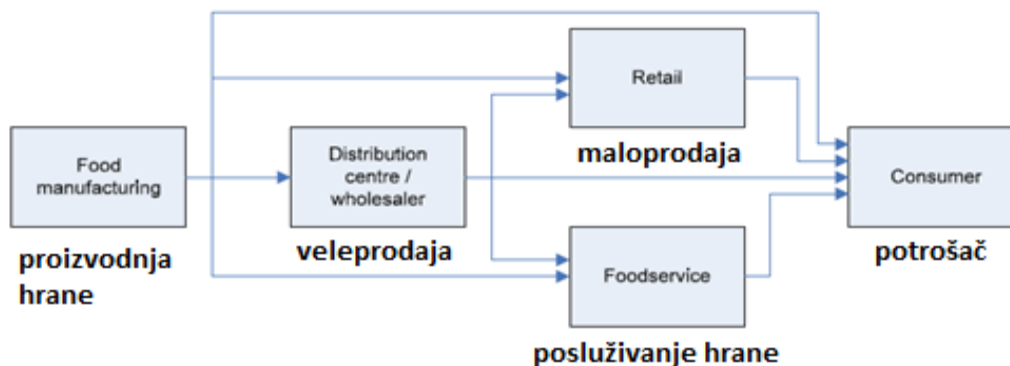 Retail
maloprodaja
Food
manufacturing
proizvodnja
hrane
Distribution
centre /
wholesaler
veleprodaja
Consumer
potrošač
Foodservice
posluživanje hrane